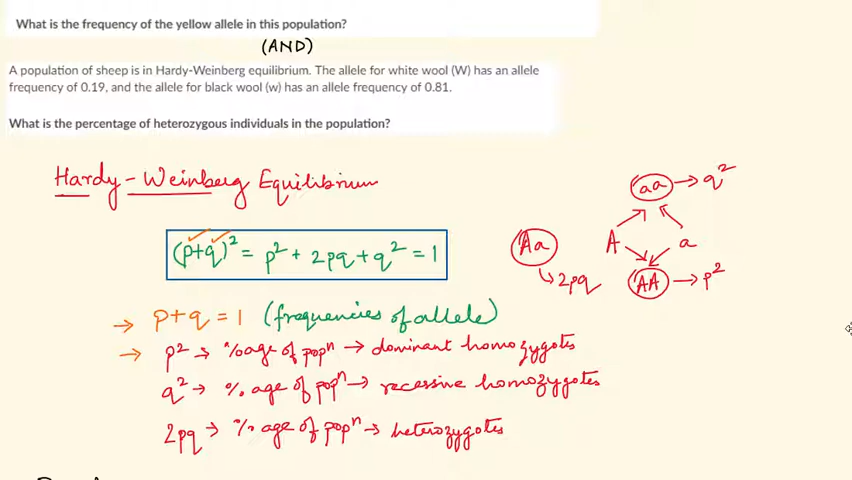 What is the frequency of the yellow allele in this population?
(AND)
A population of sheep is in Hardy-Weinberg equilibrium. The allele for white wool (W) has an allele
frequency of 0.19, and the allele for black wool (w) has an allele frequency of 0.81.
What is the percentage of heterozygous individuals in the population?
Hardy-Weinberg Equilibrium
aa → q²
(p+q)² = p² + 2pq + q² = 1
Aa
A a
2pq
AA → p²
→ p+q = 1 (frequencies of allele)
→ p² → %age of popⁿ → dominant homozygotes
q² → %age of popⁿ → recessive homozygotes
2pq → %age of popⁿ → heterozygotes